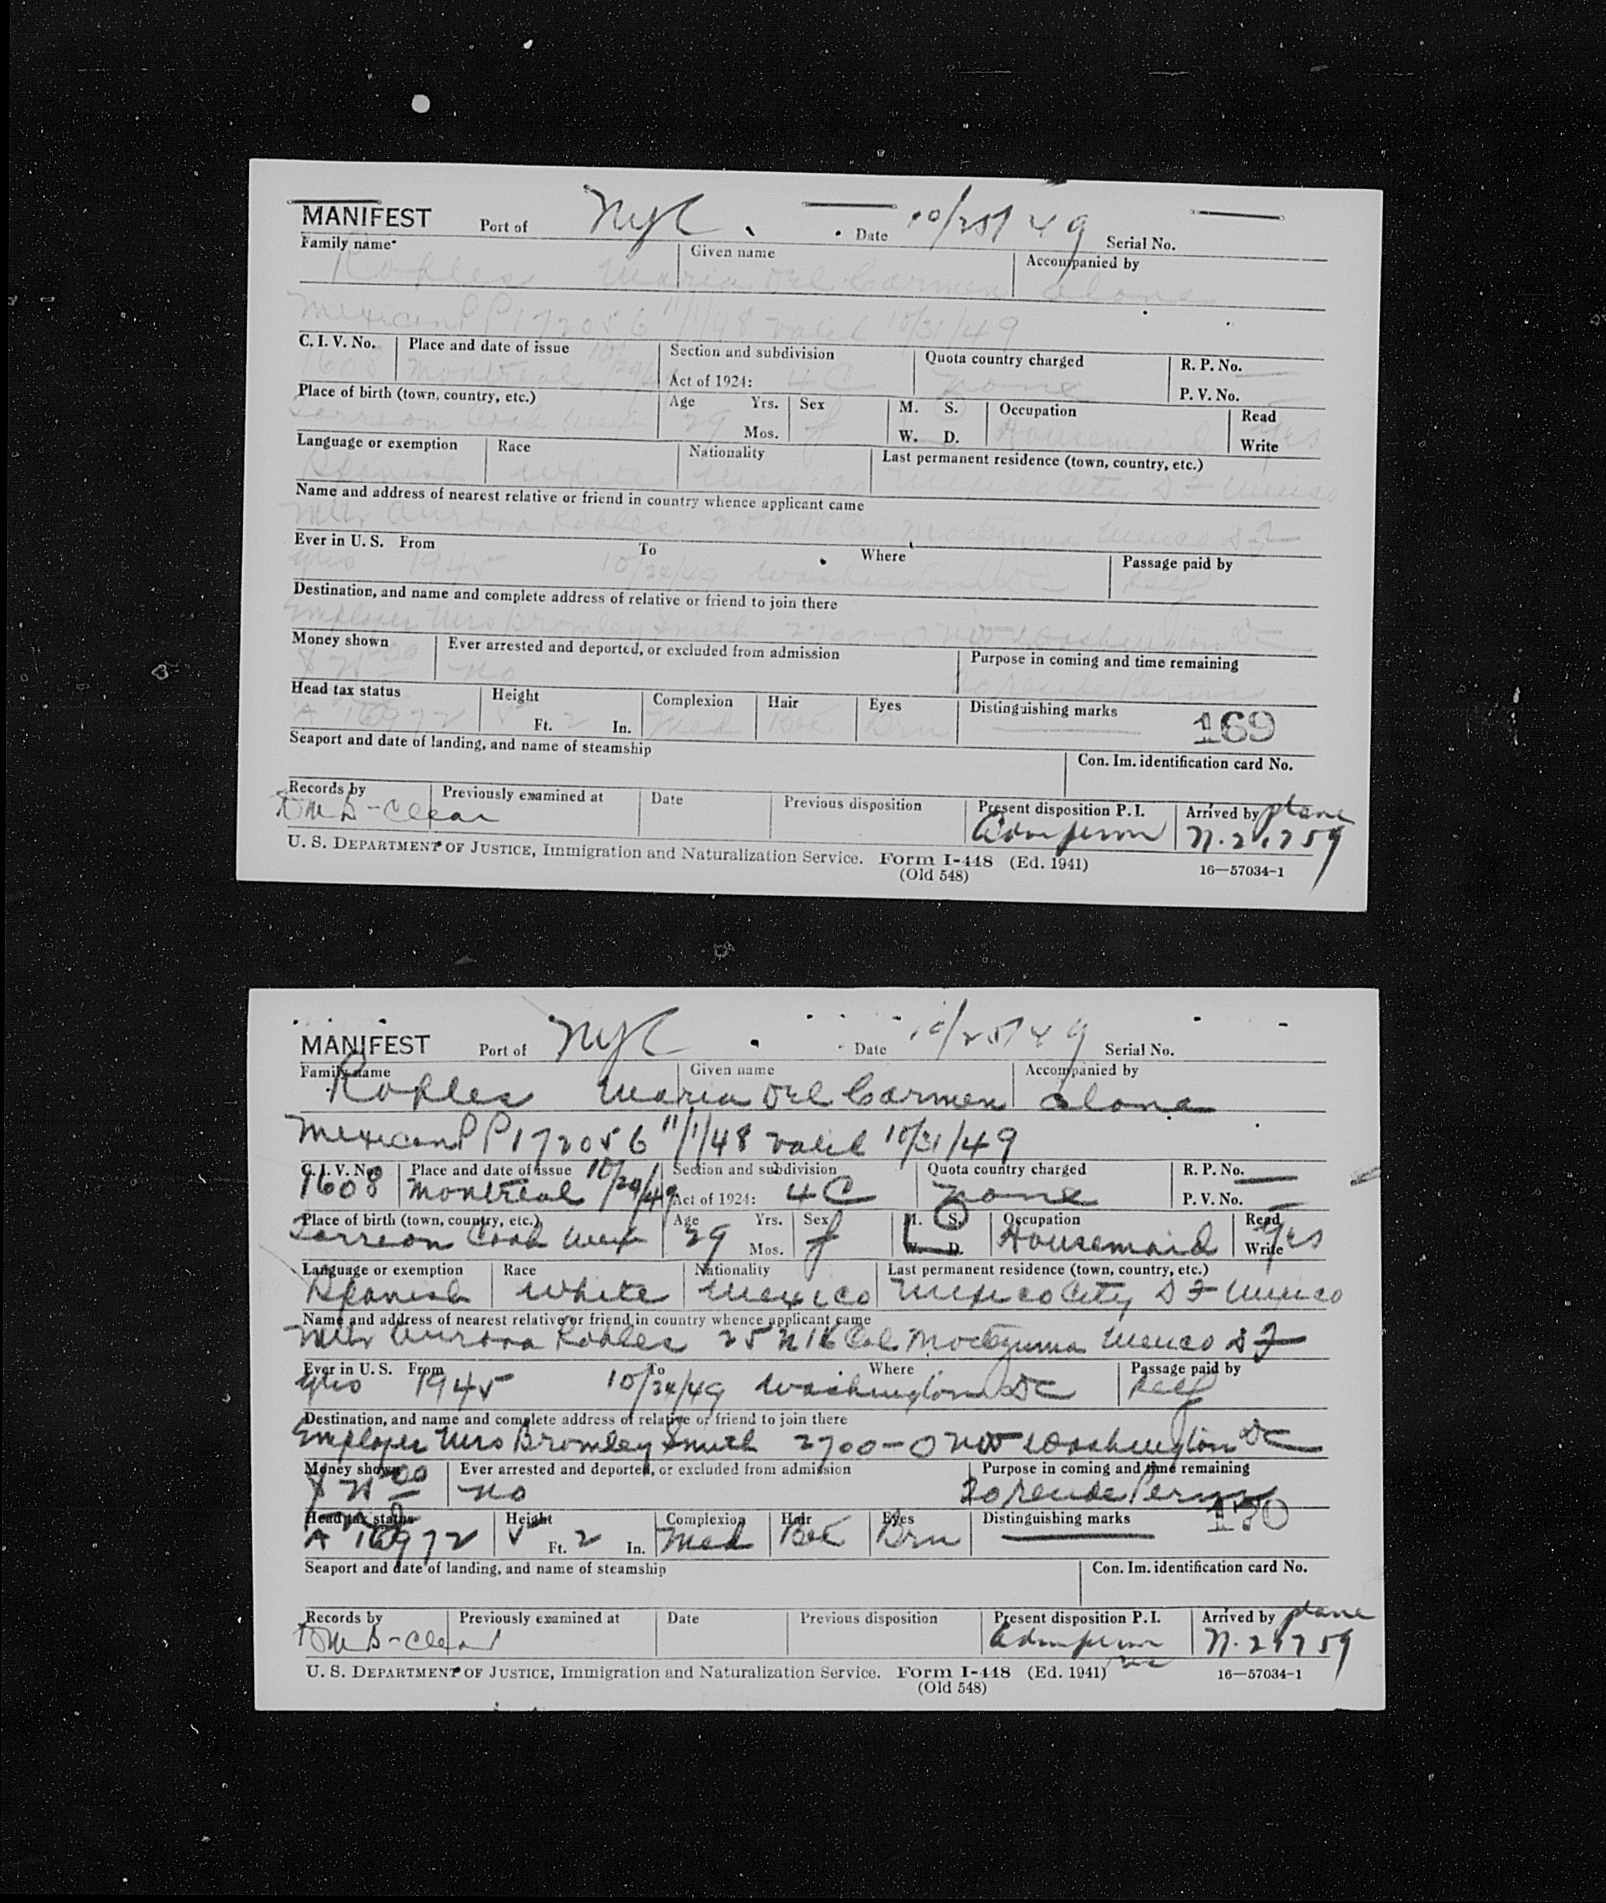 MANIFEST Port of NYC Date 10/25/49 Serial No.
Family name Given name Accompanied by
Robles Maria Del Carmen alone
Mexican PP 172056 11/1/48 valid 10/31/49
C. I. V. No. Place and date of issue Section and subdivision Quota country charged R. P. No. —
1608 Montreal 10/24/49 Act of 1924: 4 C none P. V. No. —
Place of birth (town, country, etc.) Age Yrs. Sex M. S. Occupation Read
Torreon Coah Mex 29 Mos. f W. D. Housemaid Write Yes
Language or exemption Race Nationality Last permanent residence (town, country, etc.)
Spanish White Mexico Mexico City D F Mexico
Name and address of nearest relative or friend in country whence applicant came
Mth Aurora Robles 25 N 16 Col Moctezuma Mexico D F
Ever in U. S. From To Where Passage paid by
Yes 1945 10/24/49 Washington DC self
Destination, and name and complete address of relative or friend to join there
Employer Mrs Bromley Smith 2700-O NW Washington DC
Money shown Ever arrested and deported, or excluded from admission Purpose in coming and time remaining
no
Head tax status Height Complexion Hair Eyes Distinguishing marks 169
A 5 Ft. 2 In. Med Brn —
Seaport and date of landing, and name of steamship Con. Im. identification card No.
Records by Previously examined at Date Previous disposition Present disposition P. I. Arrived by plane
clear
U. S. DEPARTMENT OF JUSTICE, Immigration and Naturalization Service. Form I-448 (Ed. 1941) 16—57034-1
(Old 548)
MANIFEST Port of NYC Date 10/25/49 Serial No.
Family name Given name Accompanied by
Robles Maria Del Carmen alone
Mexican PP 172056 11/1/48 valid 10/31/49
C. I. V. No. Place and date of issue Section and subdivision Quota country charged R. P. No. —
1608 Montreal 10/24/49 Act of 1924: 4 C none P. V. No. —
Place of birth (town, country, etc.) Age Yrs. Sex M. S. Occupation Read
Torreon Coah Mex 29 Mos. f W. D. Housemaid Write Yes
Language or exemption Race Nationality Last permanent residence (town, country, etc.)
Spanish White Mexico Mexico City D F Mexico
Name and address of nearest relative or friend in country whence applicant came
Mth Aurora Robles 25 N 16 Col Moctezuma Mexico D F
Ever in U. S. From To Where Passage paid by
Yes 1945 10/24/49 Washington DC self
Destination, and name and complete address of relative or friend to join there
Employer Mrs Bromley Smith 2700-O NW Washington DC
Money shown Ever arrested and deported, or excluded from admission Purpose in coming and time remaining
no To reside Perm
Head tax status Height Complexion Hair Eyes Distinguishing marks
A 5 Ft. 2 In. Med Brn —
Seaport and date of landing, and name of steamship Con. Im. identification card No.
Records by Previously examined at Date Previous disposition Present disposition P. I. Arrived by plane
clear
U. S. DEPARTMENT OF JUSTICE, Immigration and Naturalization Service. Form I-448 (Ed. 1941) 16—57034-1
(Old 548)